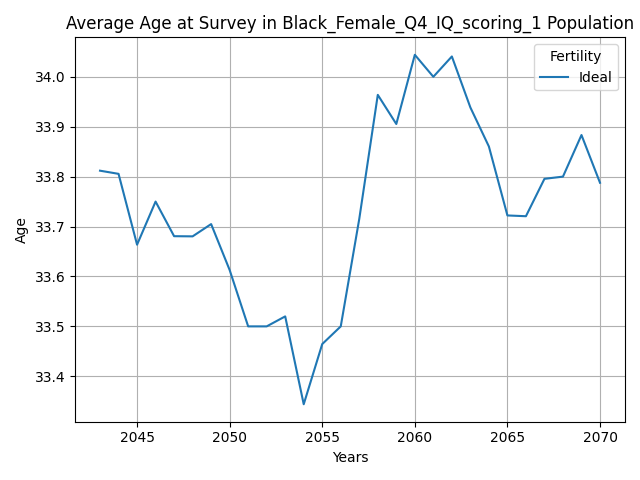 Average Age at Survey in Black_Female_Q4_IQ_scoring_1 Population
Fertility
Ideal
34.0
33.9
33.8
33.7
33.6
33.5
33.4
Age
2045 2050 2055 2060 2065 2070
Years